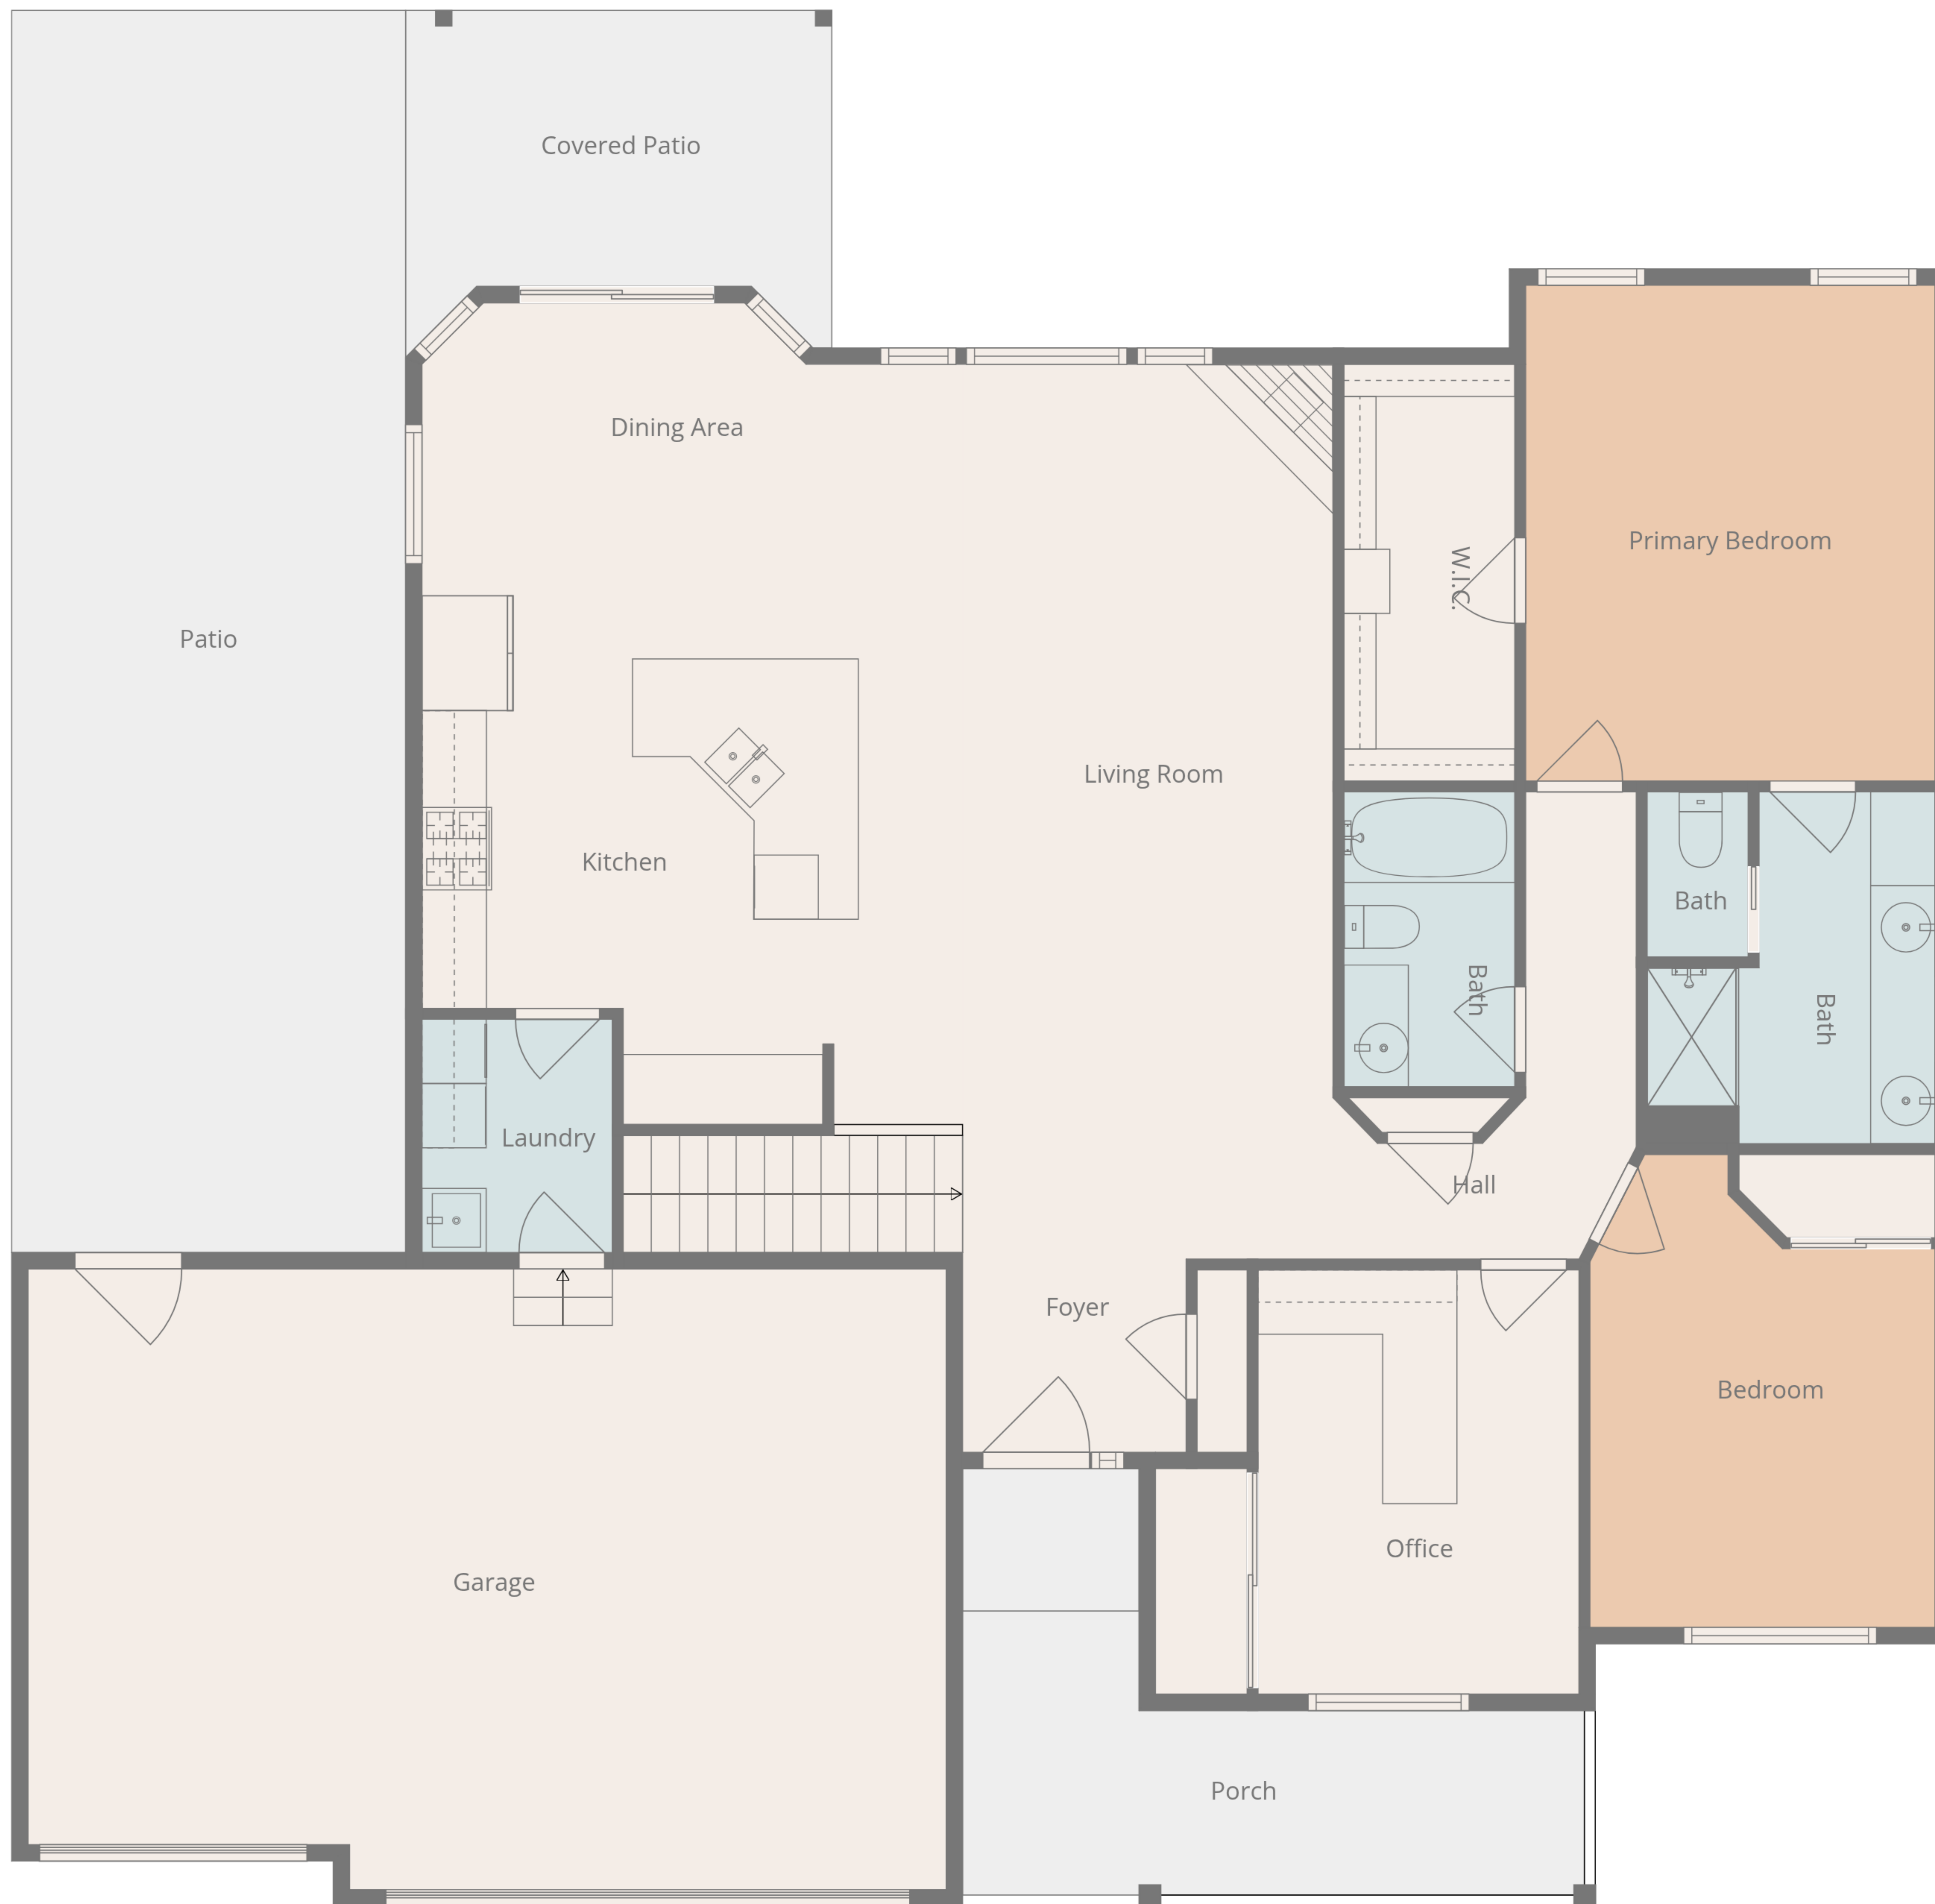 Covered Patio
Dining Area
Primary Bedroom
W.I.C.
Patio
Living Room
Kitchen
Bath
Bath
Bath
Laundry
Hall
Foyer
Bedroom
Office
Garage
Porch